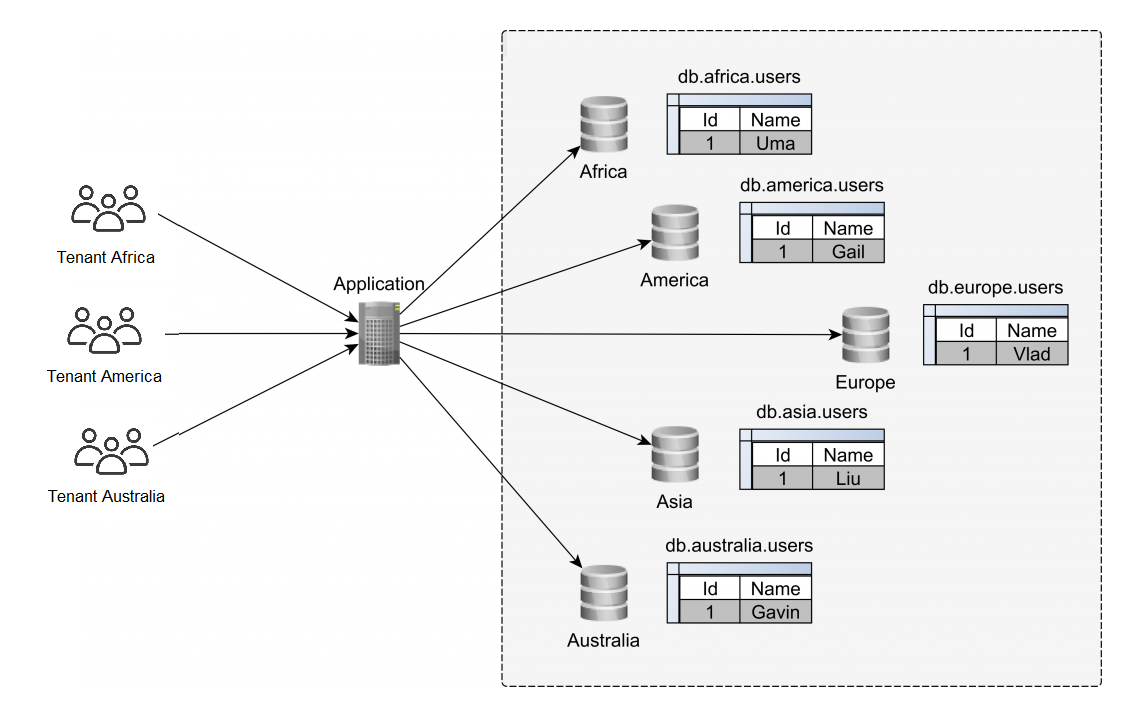 db.africa.users
Id Name
1 Uma
Africa
db.america.users
Id Name
1 Gail
America
Tenant Africa
Application
db.europe.users
Id Name
1 Vlad
Europe
Tenant America
db.asia.users
Id Name
1 Liu
Asia
Tenant Australia
db.australia.users
Id Name
1 Gavin
Australia